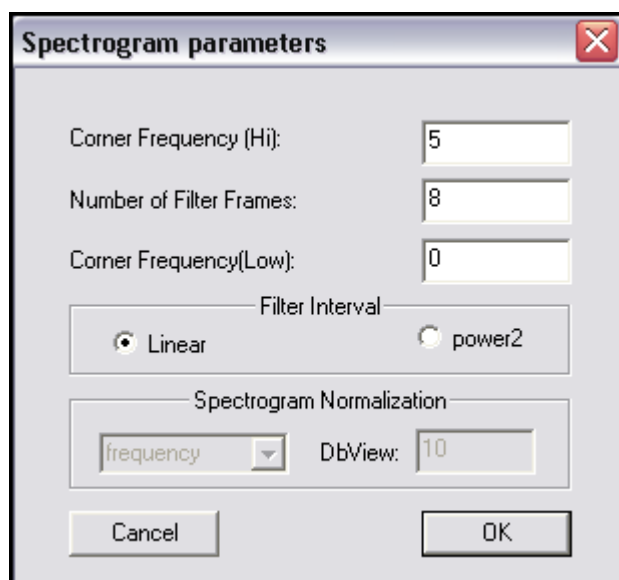 Spectrogram parameters
Corner Frequency (Hi): 5
Number of Filter Frames: 8
Corner Frequency(Low): 0
Filter Interval
Linear power2
Spectrogram Normalization
frequency DbView: 10
Cancel OK